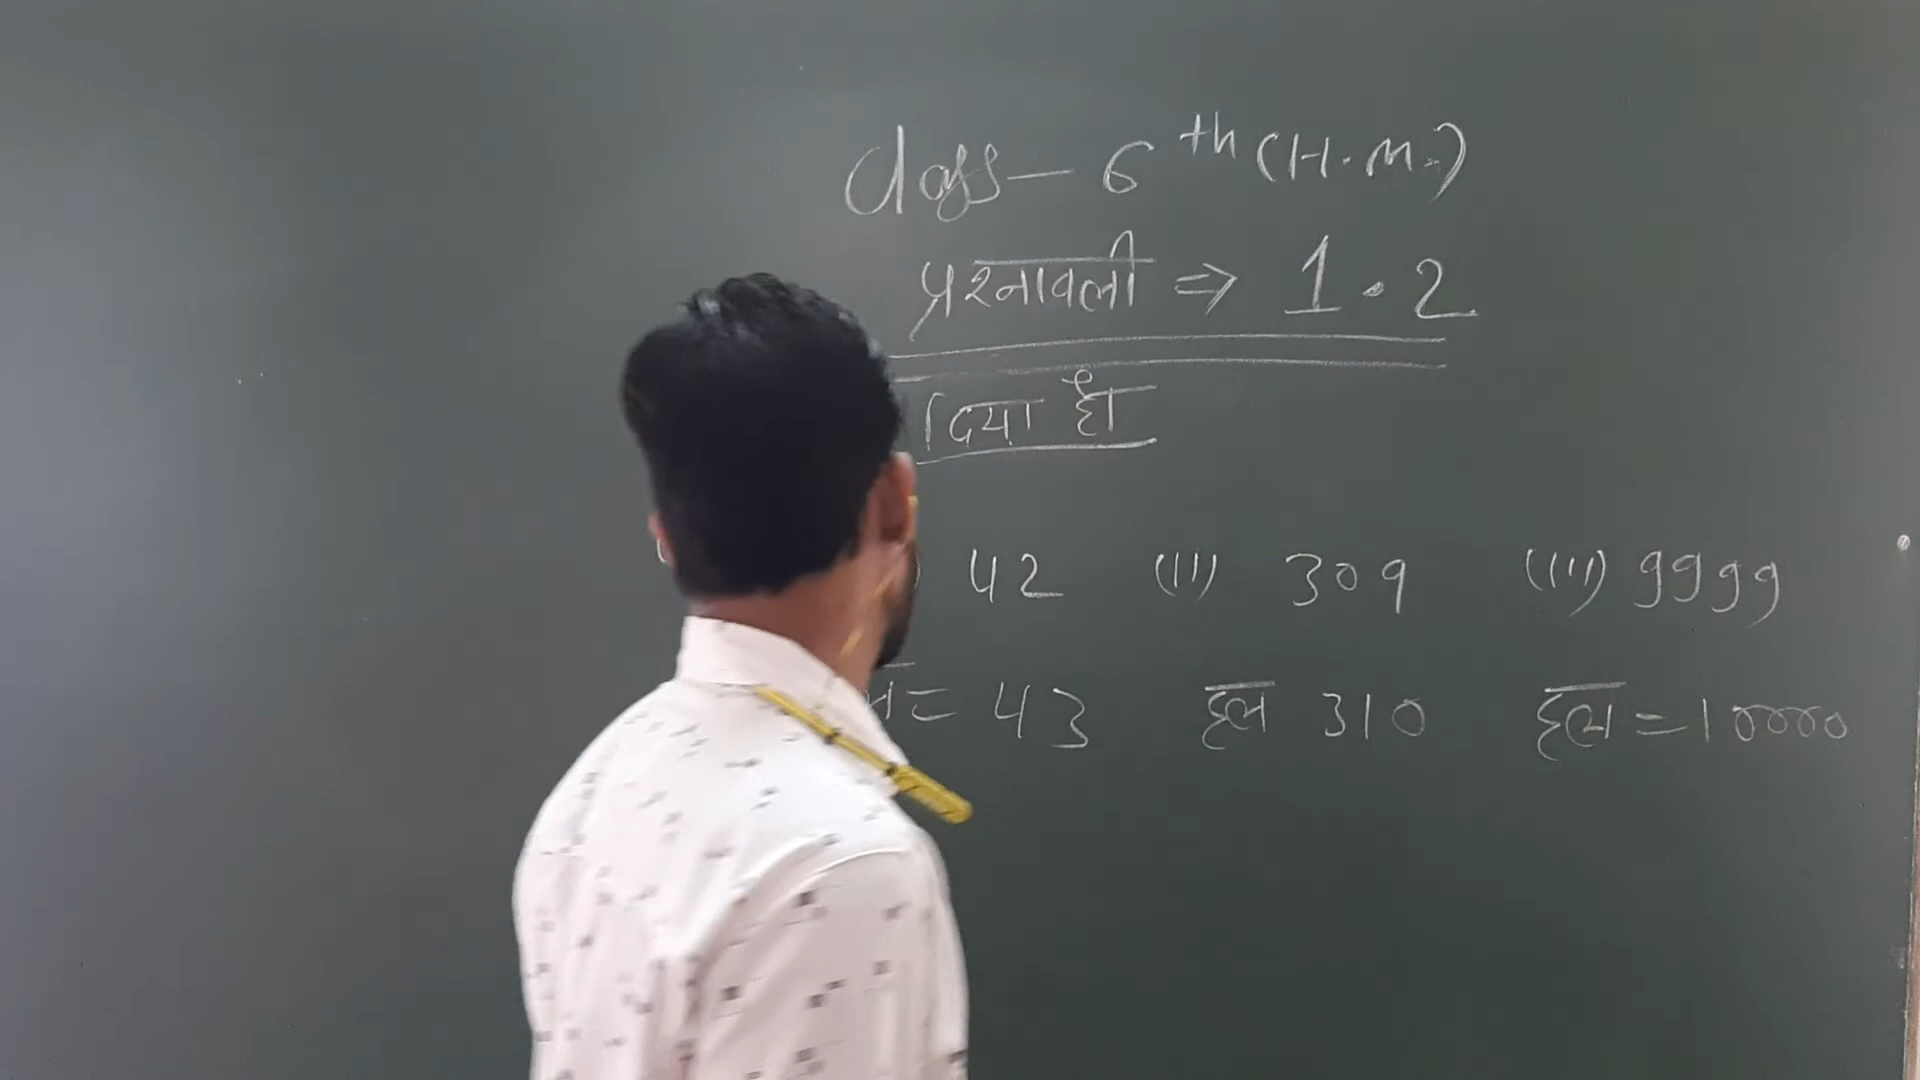 Class - 6th (H.M.)
प्रश्नावली ⇒ 1.2
दिया है।
42 (ii) 309 (iii) 9999
= 43 हल 310 हल = 10000